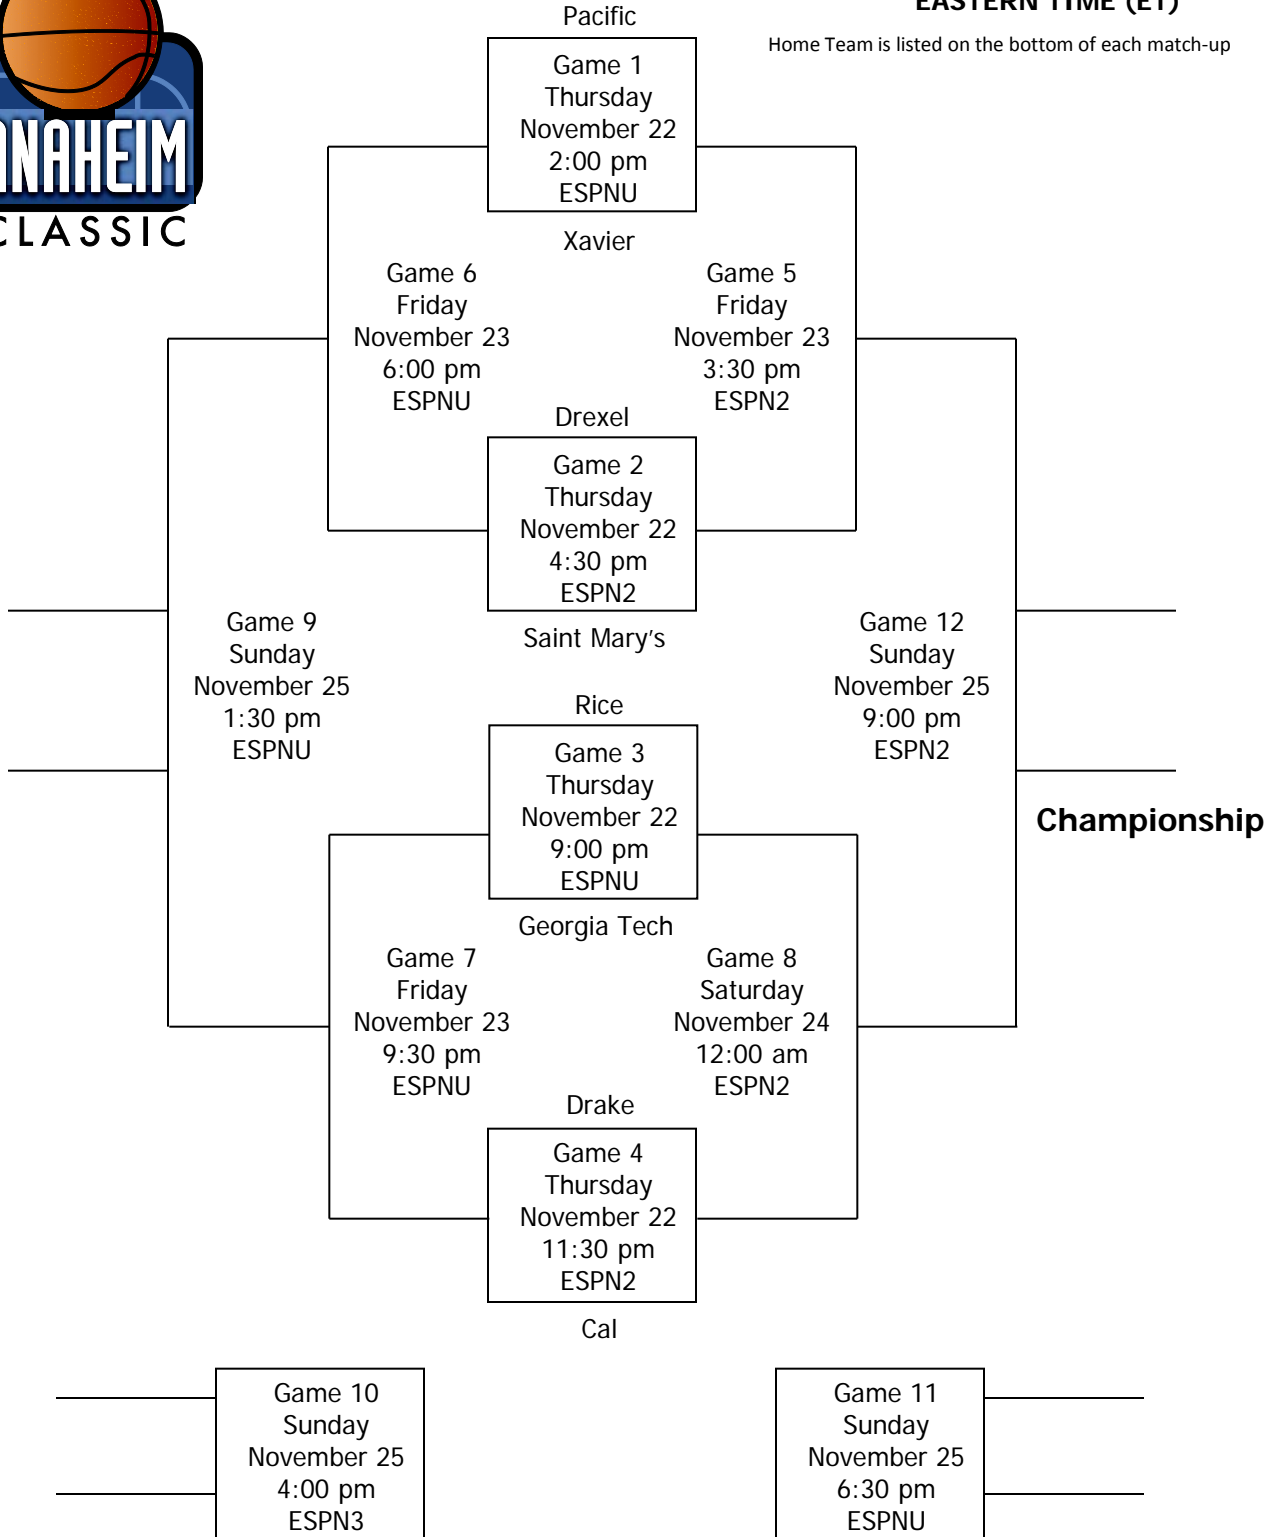 EASTERN TIME (ET)
Home Team is listed on the bottom of each match-up
ANAHEIM
CLASSIC
Pacific
Game 1
Thursday
November 22
2:00 pm
ESPNU
Xavier
Game 6
Friday
November 23
6:00 pm
ESPNU
Game 5
Friday
November 23
3:30 pm
ESPN2
Drexel
Game 2
Thursday
November 22
4:30 pm
ESPN2
Saint Mary’s
Game 9
Sunday
November 25
1:30 pm
ESPNU
Game 12
Sunday
November 25
9:00 pm
ESPN2
Championship
Rice
Game 3
Thursday
November 22
9:00 pm
ESPNU
Georgia Tech
Game 7
Friday
November 23
9:30 pm
ESPNU
Game 8
Saturday
November 24
12:00 am
ESPN2
Drake
Game 4
Thursday
November 22
11:30 pm
ESPN2
Cal
Game 10
Sunday
November 25
4:00 pm
ESPN3
Game 11
Sunday
November 25
6:30 pm
ESPNU